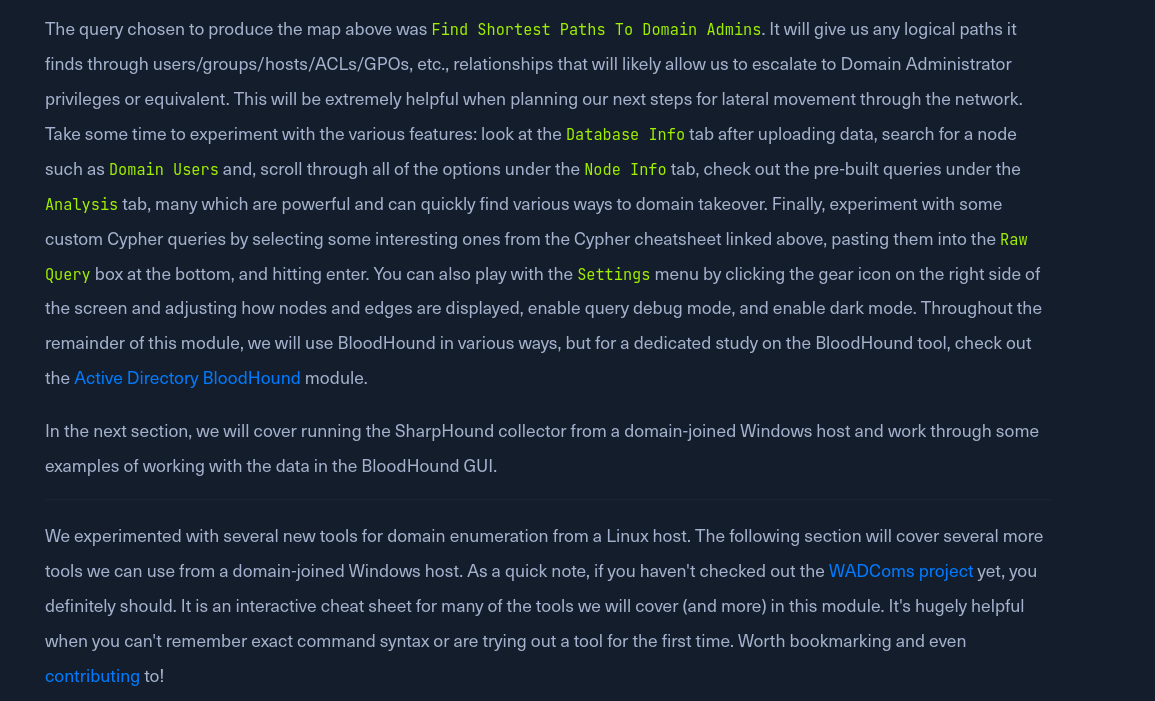 The query chosen to produce the map above was Find Shortest Paths To Domain Admins. It will give us any logical paths it
finds through users/groups/hosts/ACLs/GPOs, etc., relationships that will likely allow us to escalate to Domain Administrator
privileges or equivalent. This will be extremely helpful when planning our next steps for lateral movement through the network.
Take some time to experiment with the various features: look at the Database Info tab after uploading data, search for a node
such as Domain Users and, scroll through all of the options under the Node Info tab, check out the pre-built queries under the
Analysis tab, many which are powerful and can quickly find various ways to domain takeover. Finally, experiment with some
custom Cypher queries by selecting some interesting ones from the Cypher cheatsheet linked above, pasting them into the Raw
Query box at the bottom, and hitting enter. You can also play with the Settings menu by clicking the gear icon on the right side of
the screen and adjusting how nodes and edges are displayed, enable query debug mode, and enable dark mode. Throughout the
remainder of this module, we will use BloodHound in various ways, but for a dedicated study on the BloodHound tool, check out
the Active Directory BloodHound module.
In the next section, we will cover running the SharpHound collector from a domain-joined Windows host and work through some
examples of working with the data in the BloodHound GUI.
We experimented with several new tools for domain enumeration from a Linux host. The following section will cover several more
tools we can use from a domain-joined Windows host. As a quick note, if you haven't checked out the WADComs project yet, you
definitely should. It is an interactive cheat sheet for many of the tools we will cover (and more) in this module. It's hugely helpful
when you can't remember exact command syntax or are trying out a tool for the first time. Worth bookmarking and even
contributing to!